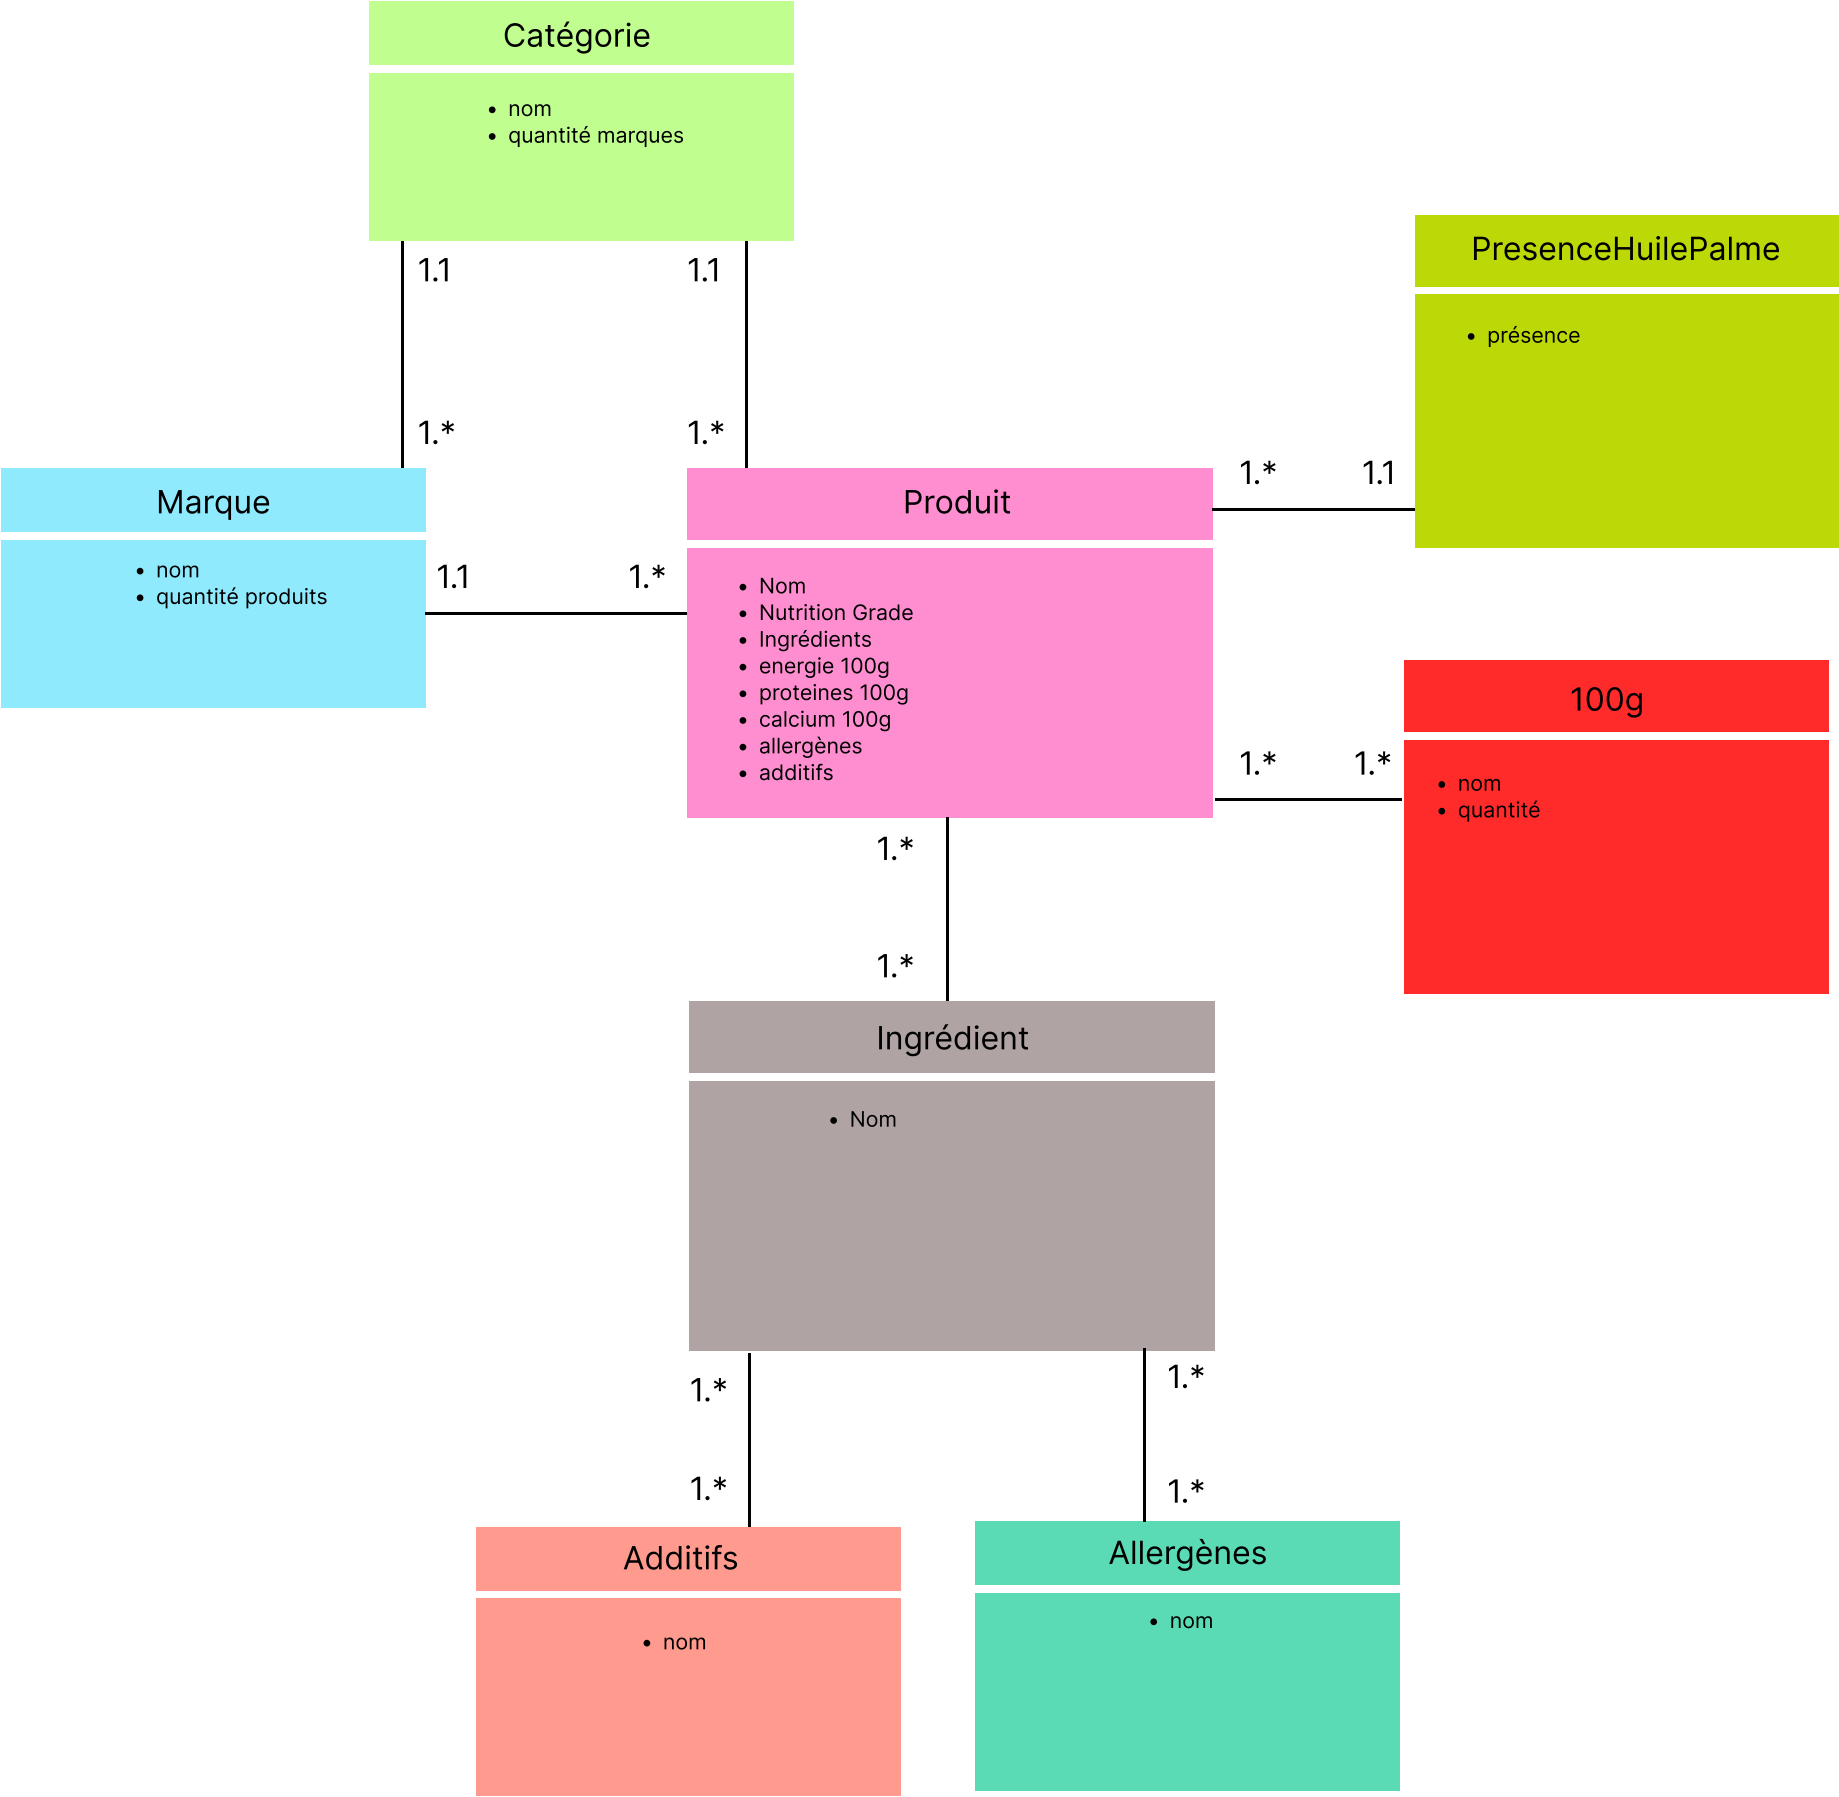 Catégorie
nom
quantité marques
1.1
1.1
1.*
1.*
PresenceHuilePalme
présence
1.*
1.1
Marque
nom
quantité produits
1.1
1.*
Produit
Nom
Nutrition Grade
Ingrédients
energie 100g
proteines 100g
calcium 100g
allergènes
additifs
100g
nom
quantité
1.*
1.*
1.*
1.*
Ingrédient
Nom
1.*
1.*
1.*
1.*
Additifs
nom
Allergènes
nom